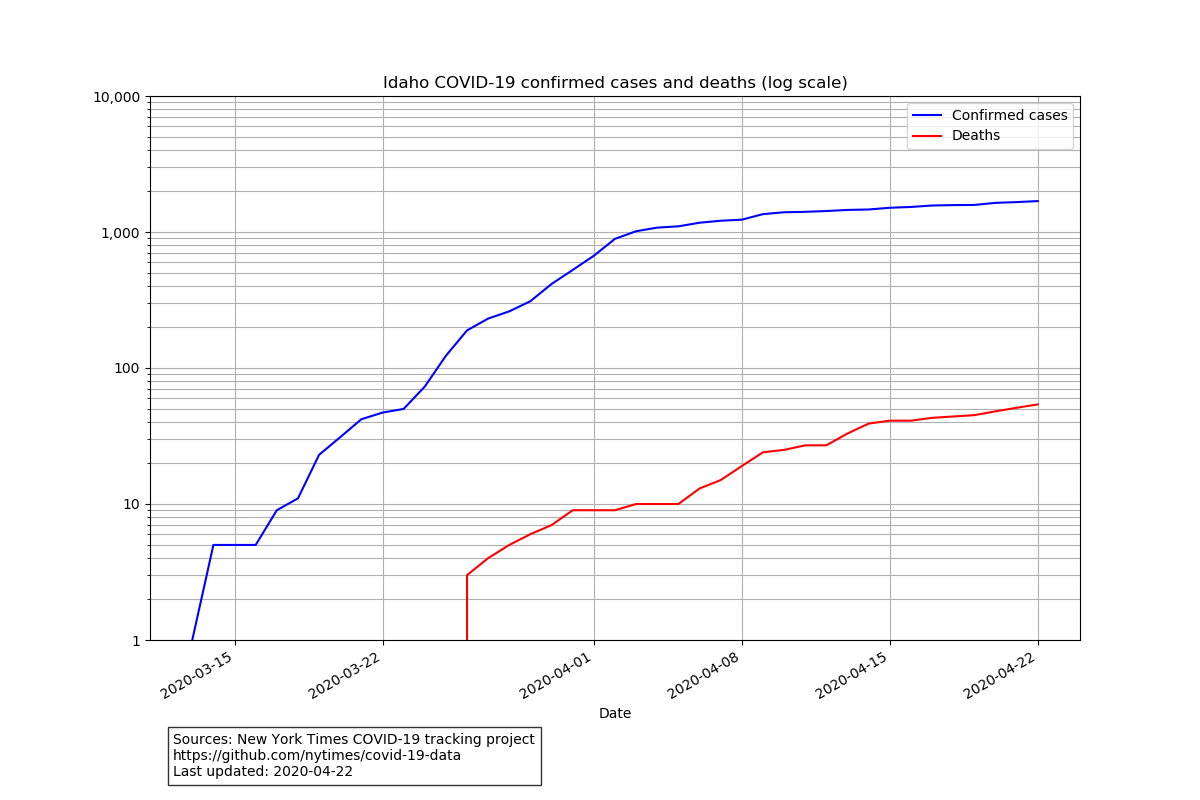 Idaho COVID-19 confirmed cases and deaths (log scale)
10,000
1,000
100
10
1
Confirmed cases
Deaths
2020-03-15
2020-03-22
2020-04-01
2020-04-08
2020-04-15
2020-04-22
Date
Sources: New York Times COVID-19 tracking project
https://github.com/nytimes/covid-19-data
Last updated: 2020-04-22